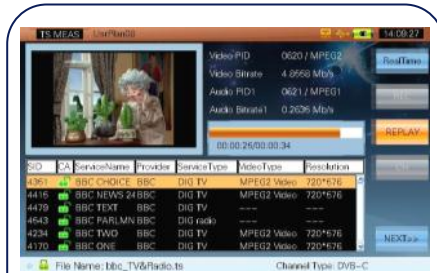 TS MEAS UsrPlan00 14:09:27
Video PID 0620 / MPEG2
Video Bitrate 4.8668 Mb/s
Audio PID1 0621 / MPEG1
Audio Bitrate1 0.2635 Mb/s
00:00:26/00:00:34
RealTime
REPLAY
NEXT>>
SID CA ServiceName Provider ServiceType VideoType Resolution
4351 BBC CHOICE BBC DIG TV MPEG2 Video 720*576
4415 BBC NEWS 24 BBC DIG TV MPEG2 Video 720*576
4479 BBC TEXT BBC DIG TV --- ---
4543 BBC PARLMN BBC DIG radio --- ---
4234 BBC TWO BBC DIG TV MPEG2 Video 720*576
4170 BBC ONE BBC DIG TV MPEG2 Video 720*576
File Name: bbc_TV&Radio.ts Channel Type: DVB-C